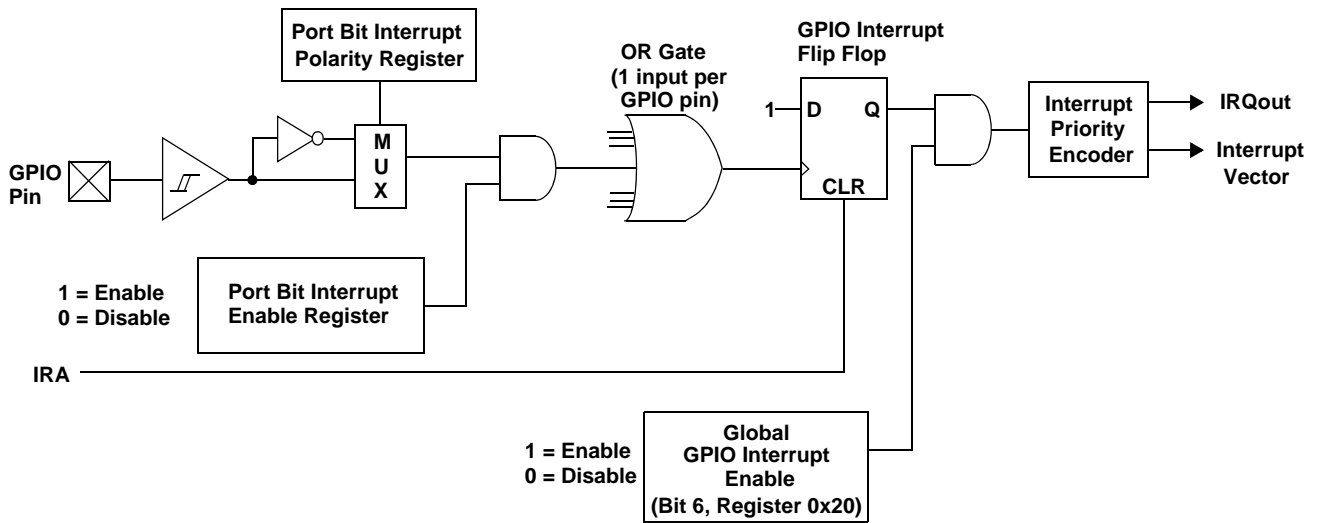 Port Bit Interrupt
Polarity Register
OR Gate
(1 input per
GPIO pin)
GPIO Interrupt
Flip Flop
M
U
X
1
D
Q
CLR
Interrupt
Priority
Encoder
IRQout
Interrupt
Vector
GPIO
Pin
1 = Enable
0 = Disable
Port Bit Interrupt
Enable Register
IRA
1 = Enable
0 = Disable
Global
GPIO Interrupt
Enable
(Bit 6, Register 0x20)